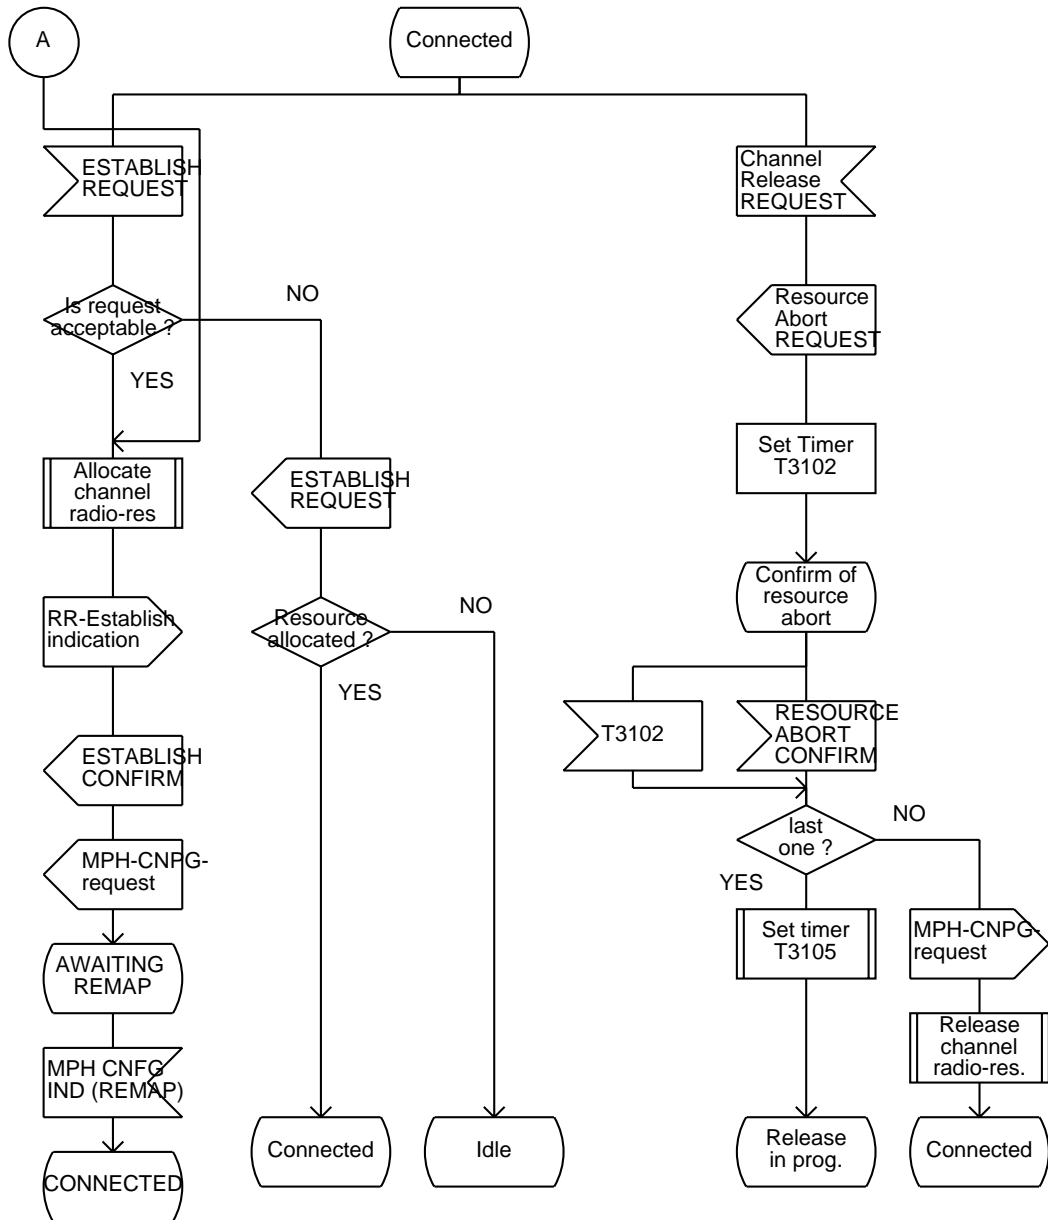 A
Connected
ESTABLISH
REQUEST
Channel
Release
REQUEST
Is request
acceptable ?
NO
YES
Resource
Abort
REQUEST
Set Timer
T3102
Allocate
channel
radio-res
ESTABLISH
REQUEST
Confirm of
resource
abort
RR-Establish
indication
Resource
allocated ?
NO
YES
T3102
RESOURCE
ABORT
CONFIRM
ESTABLISH
CONFIRM
last
one ?
NO
YES
MPH-CNPG-
request
Set timer
T3105
MPH-CNPG-
request
AWAITING
REMAP
Release
channel
radio-res.
MPH CNFG
IND (REMAP)
CONNECTED
Connected
Idle
Release
in prog.
Connected